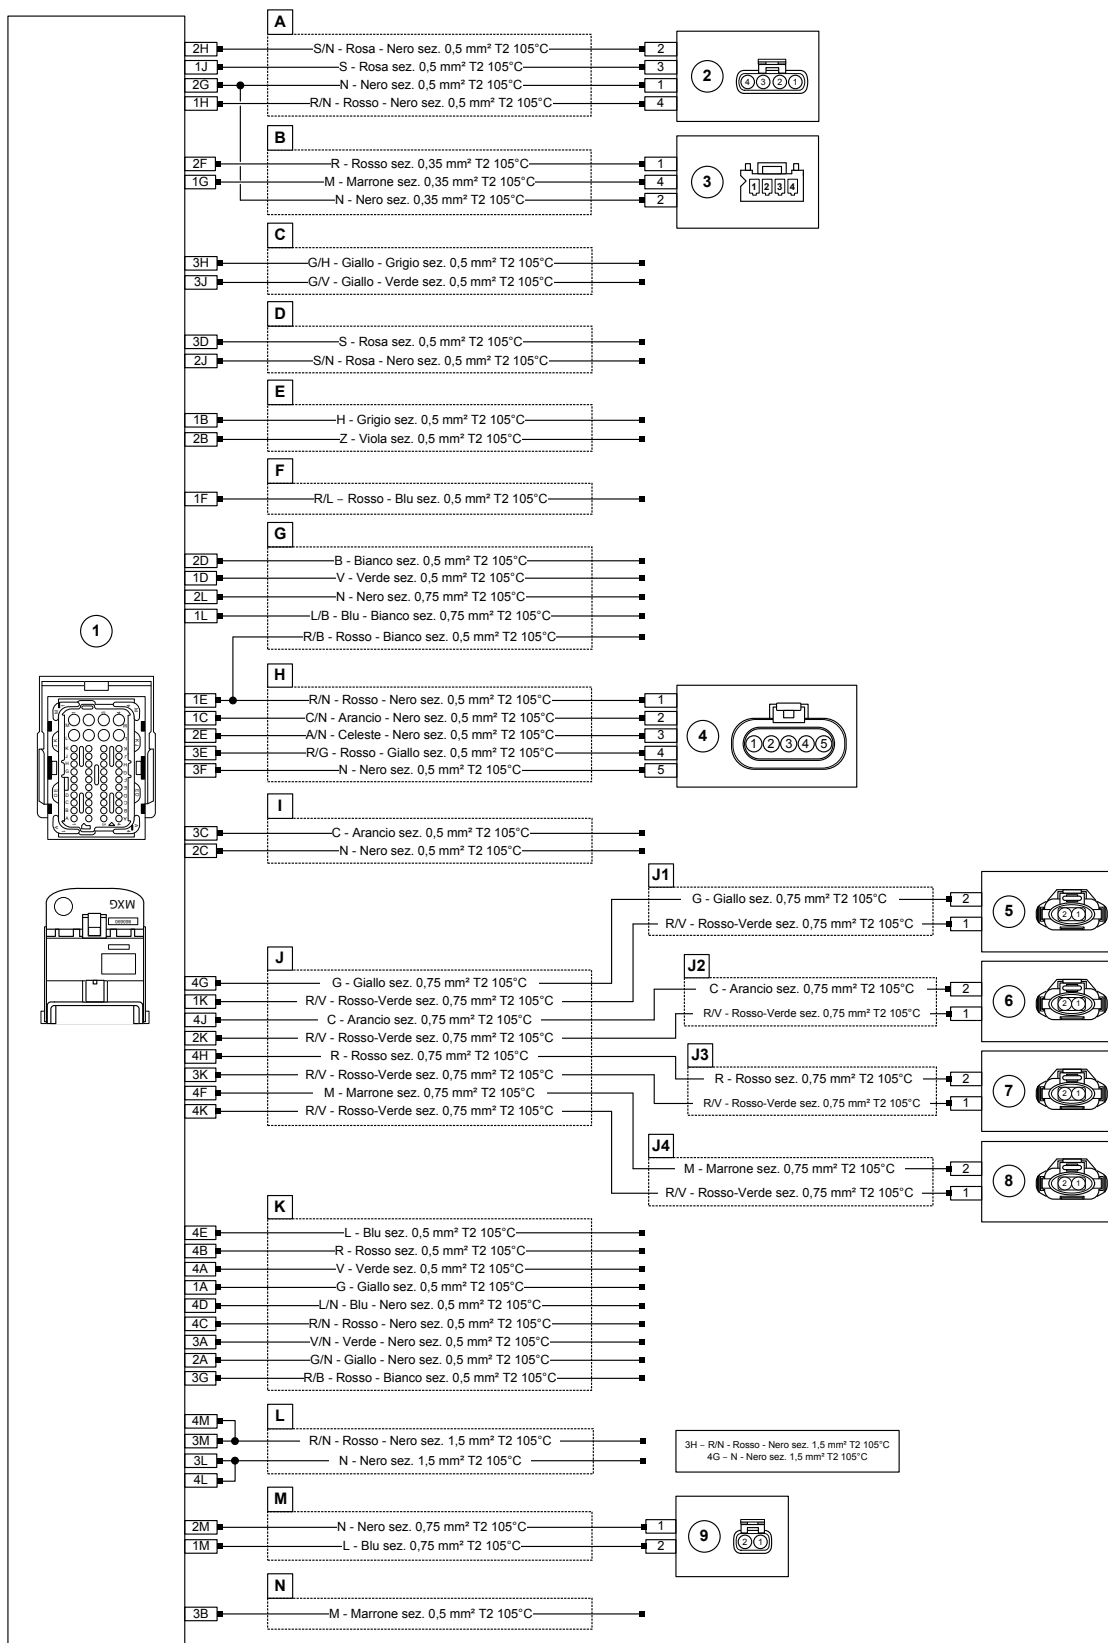 A
2H S/N - Rosa - Nero sez. 0,5 mm² T2 105°C 2
1J S - Rosa sez. 0,5 mm² T2 105°C 3
2G N - Nero sez. 0,5 mm² T2 105°C 1
1H R/N - Rosso - Nero sez. 0,5 mm² T2 105°C 4
2
4 3 2 1
B
2F R - Rosso sez. 0,35 mm² T2 105°C 1
1G M - Marrone sez. 0,35 mm² T2 105°C 4
N - Nero sez. 0,35 mm² T2 105°C 2
3
1 2 3 4
C
3H G/H - Giallo - Grigio sez. 0,5 mm² T2 105°C
3J G/V - Giallo - Verde sez. 0,5 mm² T2 105°C
D
3D S - Rosa sez. 0,5 mm² T2 105°C
2J S/N - Rosa - Nero sez. 0,5 mm² T2 105°C
E
1B H - Grigio sez. 0,5 mm² T2 105°C
2B Z - Viola sez. 0,5 mm² T2 105°C
F
1F R/L – Rosso - Blu sez. 0,5 mm² T2 105°C
G
2D B - Bianco sez. 0,5 mm² T2 105°C
1D V - Verde sez. 0,5 mm² T2 105°C
2L N - Nero sez. 0,75 mm² T2 105°C
1L L/B - Blu - Bianco sez. 0,75 mm² T2 105°C
R/B - Rosso - Bianco sez. 0,5 mm² T2 105°C
1
H
1E R/N - Rosso - Nero sez. 0,5 mm² T2 105°C 1
1C C/N - Arancio - Nero sez. 0,5 mm² T2 105°C 2
2E A/N - Celeste - Nero sez. 0,5 mm² T2 105°C 3
3E R/G - Rosso - Giallo sez. 0,5 mm² T2 105°C 4
3F N - Nero sez. 0,5 mm² T2 105°C 5
4
1 2 3 4 5
I
3C C - Arancio sez. 0,5 mm² T2 105°C
2C N - Nero sez. 0,5 mm² T2 105°C
MXG
J1
G - Giallo sez. 0,75 mm² T2 105°C 2
R/V - Rosso-Verde sez. 0,75 mm² T2 105°C 1
5
2 1
J
4G G - Giallo sez. 0,75 mm² T2 105°C
1K R/V - Rosso-Verde sez. 0,75 mm² T2 105°C
4J C - Arancio sez. 0,75 mm² T2 105°C
2K R/V - Rosso-Verde sez. 0,75 mm² T2 105°C
4H R - Rosso sez. 0,75 mm² T2 105°C
3K R/V - Rosso-Verde sez. 0,75 mm² T2 105°C
4F M - Marrone sez. 0,75 mm² T2 105°C
4K R/V - Rosso-Verde sez. 0,75 mm² T2 105°C
J2
C - Arancio sez. 0,75 mm² T2 105°C 2
R/V - Rosso-Verde sez. 0,75 mm² T2 105°C 1
6
2 1
J3
R - Rosso sez. 0,75 mm² T2 105°C 2
R/V - Rosso-Verde sez. 0,75 mm² T2 105°C 1
7
2 1
J4
M - Marrone sez. 0,75 mm² T2 105°C 2
R/V - Rosso-Verde sez. 0,75 mm² T2 105°C 1
8
2 1
K
4E L - Blu sez. 0,5 mm² T2 105°C
4B R - Rosso sez. 0,5 mm² T2 105°C
4A V - Verde sez. 0,5 mm² T2 105°C
1A G - Giallo sez. 0,5 mm² T2 105°C
4D L/N - Blu - Nero sez. 0,5 mm² T2 105°C
4C R/N - Rosso - Nero sez. 0,5 mm² T2 105°C
3A V/N - Verde - Nero sez. 0,5 mm² T2 105°C
2A G/N - Giallo - Nero sez. 0,5 mm² T2 105°C
3G R/B - Rosso - Bianco sez. 0,5 mm² T2 105°C
L
4M
3M R/N - Rosso - Nero sez. 1,5 mm² T2 105°C
3L N - Nero sez. 1,5 mm² T2 105°C
4L
3H – R/N - Rosso - Nero sez. 1,5 mm² T2 105°C
4G – N - Nero sez. 1,5 mm² T2 105°C
M
2M N - Nero sez. 0,75 mm² T2 105°C 1
1M L - Blu sez. 0,75 mm² T2 105°C 2
9
2 1
N
3B M - Marrone sez. 0,5 mm² T2 105°C